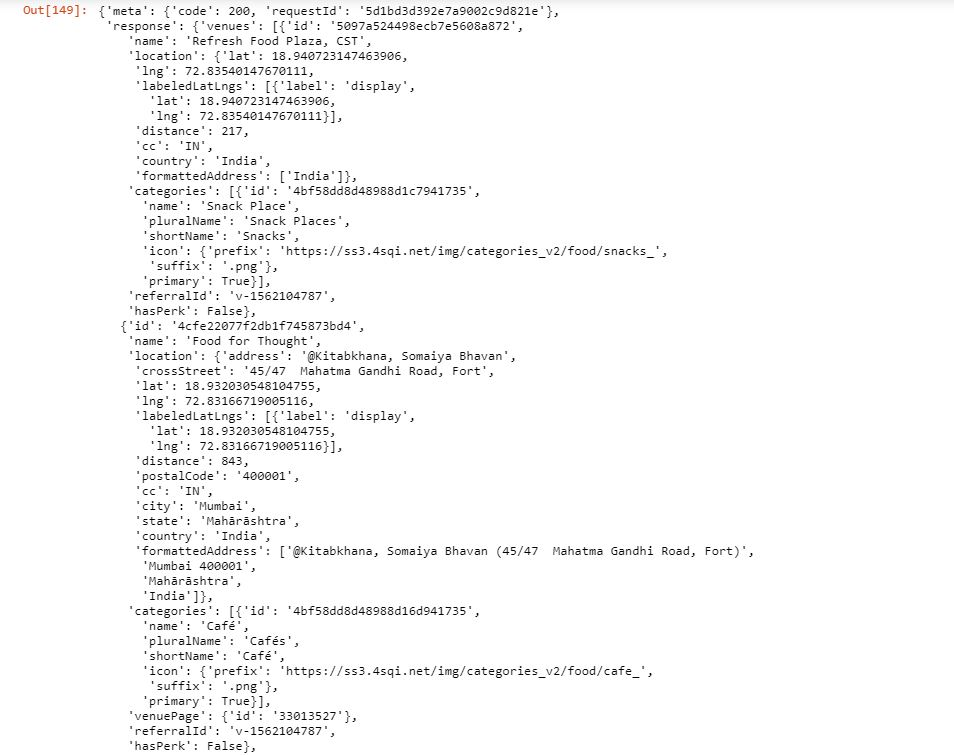 Out[149]: {'meta': {'code': 200, 'requestId': '5d1bd3d392e7a9002c9d821e'},
'response': {'venues': [{'id': '5097a524498ecb7e5608a872',
'name': 'Refresh Food Plaza, CST',
'location': {'lat': 18.940723147463906,
'lng': 72.83540147670111,
'labeledLatLngs': [{'label': 'display',
'lat': 18.940723147463906,
'lng': 72.83540147670111}],
'distance': 217,
'cc': 'IN',
'country': 'India',
'formattedAddress': ['India']},
'categories': [{'id': '4bf58dd8d48988d1c7941735',
'name': 'Snack Place',
'pluralName': 'Snack Places',
'shortName': 'Snacks',
'icon': {'prefix': 'https://ss3.4sqi.net/img/categories_v2/food/snacks_',
'suffix': '.png'},
'primary': True}],
'referralId': 'v-1562104787',
'hasPerk': False},
{'id': '4cfe22077f2db1f745873bd4',
'name': 'Food for Thought',
'location': {'address': '@Kitabkhana, Somaiya Bhavan',
'crossStreet': '45/47  Mahatma Gandhi Road, Fort',
'lat': 18.932030548104755,
'lng': 72.83166719005116,
'labeledLatLngs': [{'label': 'display',
'lat': 18.932030548104755,
'lng': 72.83166719005116}],
'distance': 843,
'postalCode': '400001',
'cc': 'IN',
'city': 'Mumbai',
'state': 'Mahārāshtra',
'country': 'India',
'formattedAddress': ['@Kitabkhana, Somaiya Bhavan (45/47  Mahatma Gandhi Road, Fort)',
'Mumbai 400001',
'Mahārāshtra',
'India']},
'categories': [{'id': '4bf58dd8d48988d16d941735',
'name': 'Café',
'pluralName': 'Cafés',
'shortName': 'Café',
'icon': {'prefix': 'https://ss3.4sqi.net/img/categories_v2/food/cafe_',
'suffix': '.png'},
'primary': True}],
'venuePage': {'id': '33013527'},
'referralId': 'v-1562104787',
'hasPerk': False},